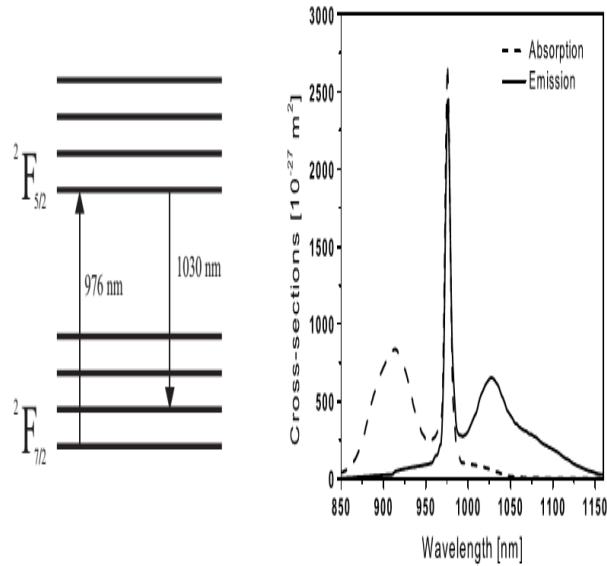 ²F₅/₂
976 nm
1030 nm
²F₇/₂
Cross-sections [10⁻²⁷ m²]
3000
2500
2000
1500
1000
500
0
Absorption
Emission
850 900 950 1000 1050 1100 1150
Wavelength [nm]